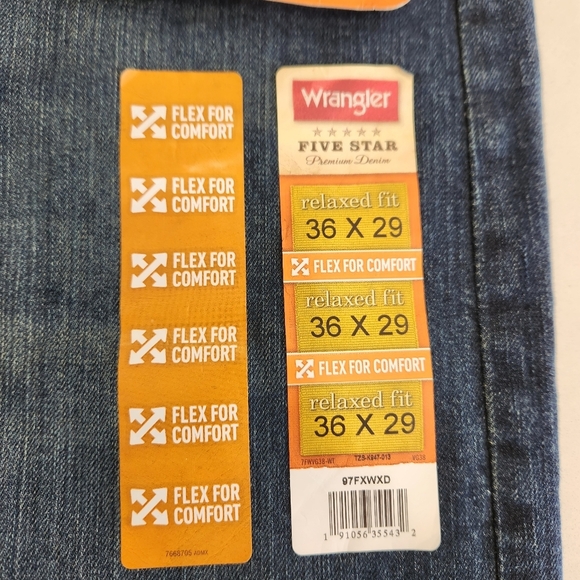 FLEX FOR
COMFORT
FLEX FOR
COMFORT
FLEX FOR
COMFORT
FLEX FOR
COMFORT
FLEX FOR
COMFORT
FLEX FOR
COMFORT
Wrangler
FIVE STAR
Premium Denim
relaxed fit
36 X 29
FLEX FOR COMFORT
relaxed fit
36 X 29
FLEX FOR COMFORT
relaxed fit
36 X 29
97FXWXD
1 91056 35543 2